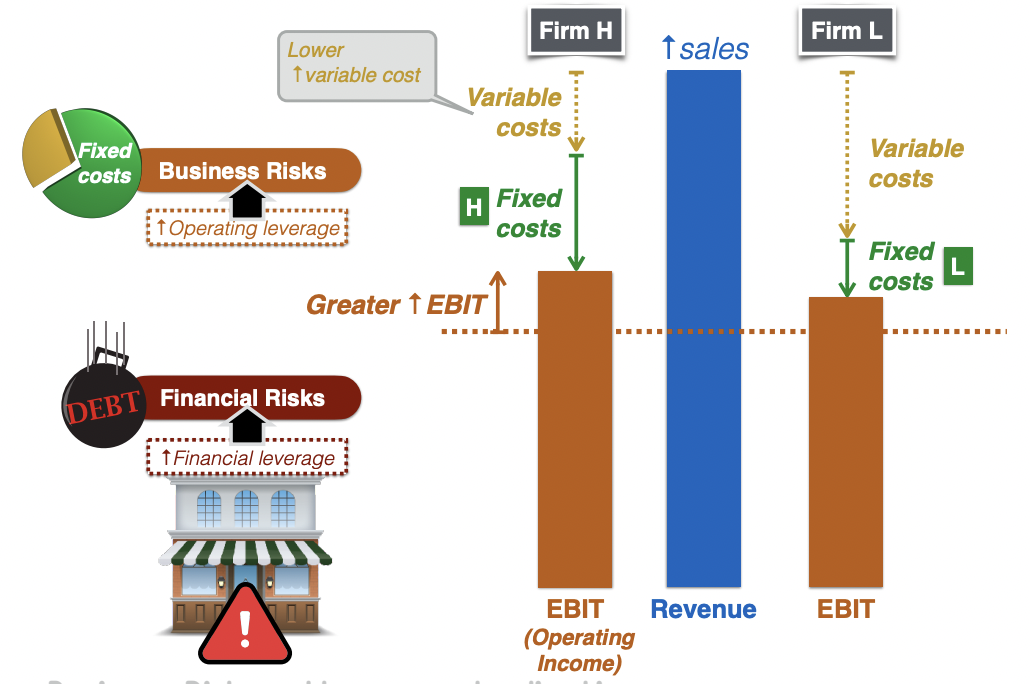 Firm H
Firm L
↑sales
Lower
↑variable cost
Variable
costs
Variable
costs
Fixed
costs
Business Risks
↑Operating leverage
H
Fixed
costs
Fixed
costs
L
Greater ↑EBIT
DEBT
Financial Risks
↑Financial leverage
!
EBIT
(Operating
Income)
Revenue
EBIT